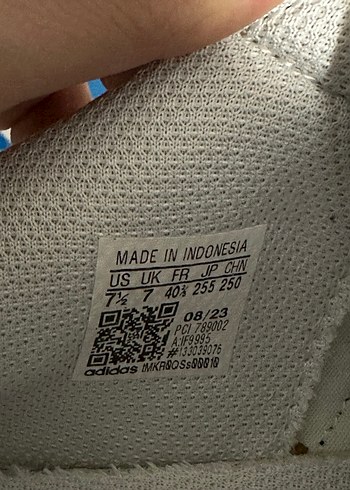 MADE IN INDONESIA
US UK FR JP CHN
7½ 7 40⅔ 255 250
08/23
PCI 789002
A:IF9995
#133039076
adidas